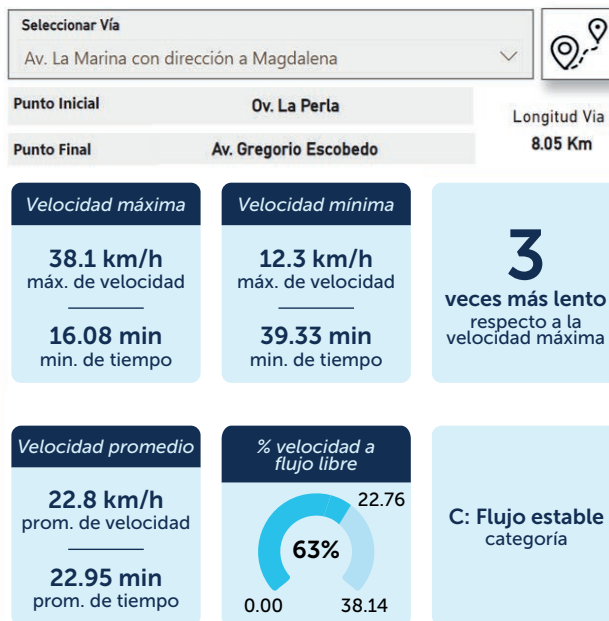 Seleccionar Vía
Av. La Marina con dirección a Magdalena
Punto Inicial
Ov. La Perla
Punto Final
Av. Gregorio Escobedo
Longitud Via
8.05 Km
Velocidad máxima
38.1 km/h
máx. de velocidad
16.08 min
min. de tiempo
Velocidad mínima
12.3 km/h
máx. de velocidad
39.33 min
min. de tiempo
3
veces más lento
respecto a la
velocidad máxima
Velocidad promedio
22.8 km/h
prom. de velocidad
22.95 min
prom. de tiempo
% velocidad a
flujo libre
22.76
63%
0.00
38.14
C: Flujo estable
categoría